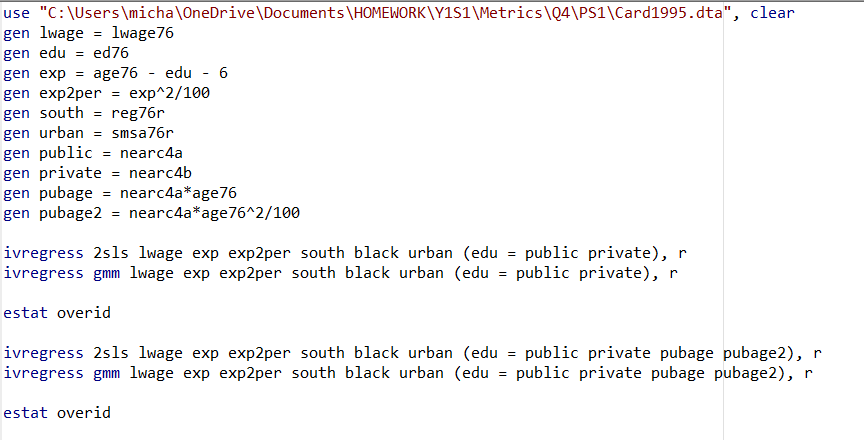 use "C:\Users\micha\OneDrive\Documents\HOMEWORK\Y1S1\Metrics\Q4\PS1\Card1995.dta", clear
gen lwage = lwage76
gen edu = ed76
gen exp = age76 - edu - 6
gen exp2per = exp^2/100
gen south = reg76r
gen urban = smsa76r
gen public = nearc4a
gen private = nearc4b
gen pubage = nearc4a*age76
gen pubage2 = nearc4a*age76^2/100
ivregress 2sls lwage exp exp2per south black urban (edu = public private), r
ivregress gmm lwage exp exp2per south black urban (edu = public private), r
estat overid
ivregress 2sls lwage exp exp2per south black urban (edu = public private pubage pubage2), r
ivregress gmm lwage exp exp2per south black urban (edu = public private pubage pubage2), r
estat overid